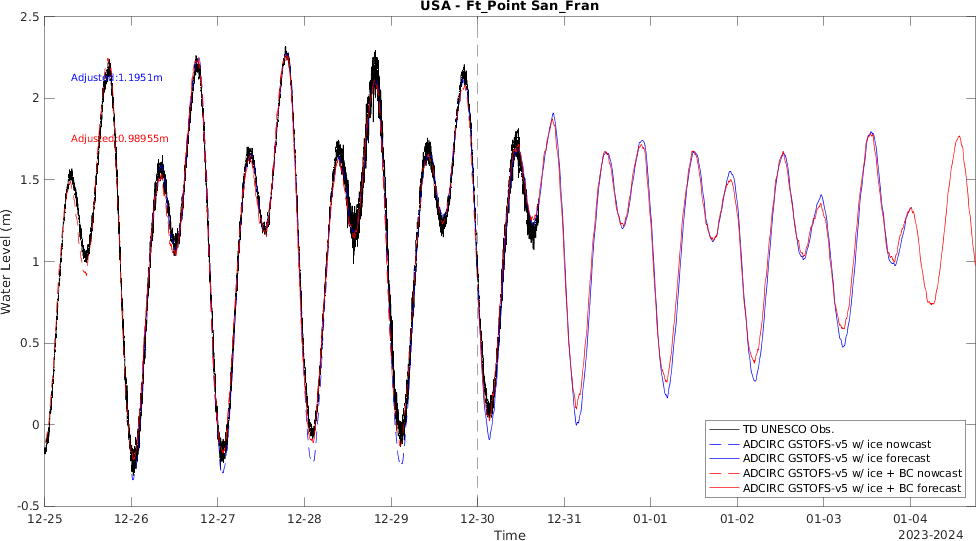 USA - Ft_Point San_Fran
2.5
2
1.5
1
0.5
0
-0.5
Water Level (m)
Adjusted:1.1951m
Adjusted:0.98955m
TD UNESCO Obs.
ADCIRC GSTOFS-v5 w/ ice nowcast
ADCIRC GSTOFS-v5 w/ ice forecast
ADCIRC GSTOFS-v5 w/ ice + BC nowcast
ADCIRC GSTOFS-v5 w/ ice + BC forecast
12-25 12-26 12-27 12-28 12-29 12-30 12-31 01-01 01-02 01-03 01-04
Time
2023-2024